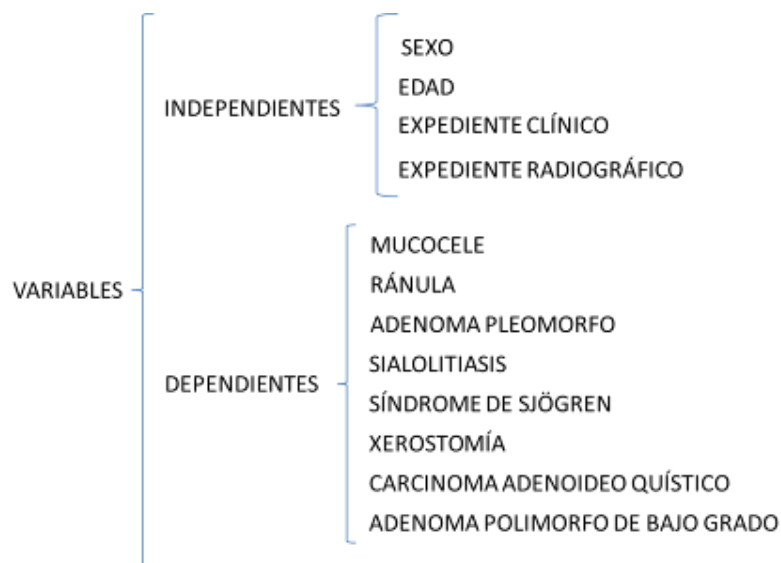 VARIABLES
INDEPENDIENTES
SEXO
EDAD
EXPEDIENTE CLÍNICO
EXPEDIENTE RADIOGRÁFICO
DEPENDIENTES
MUCOCELE
RÁNULA
ADENOMA PLEOMORFO
SIALOLITIASIS
SÍNDROME DE SJÖGREN
XEROSTOMÍA
CARCINOMA ADENOIDEO QUÍSTICO
ADENOMA POLIMORFO DE BAJO GRADO